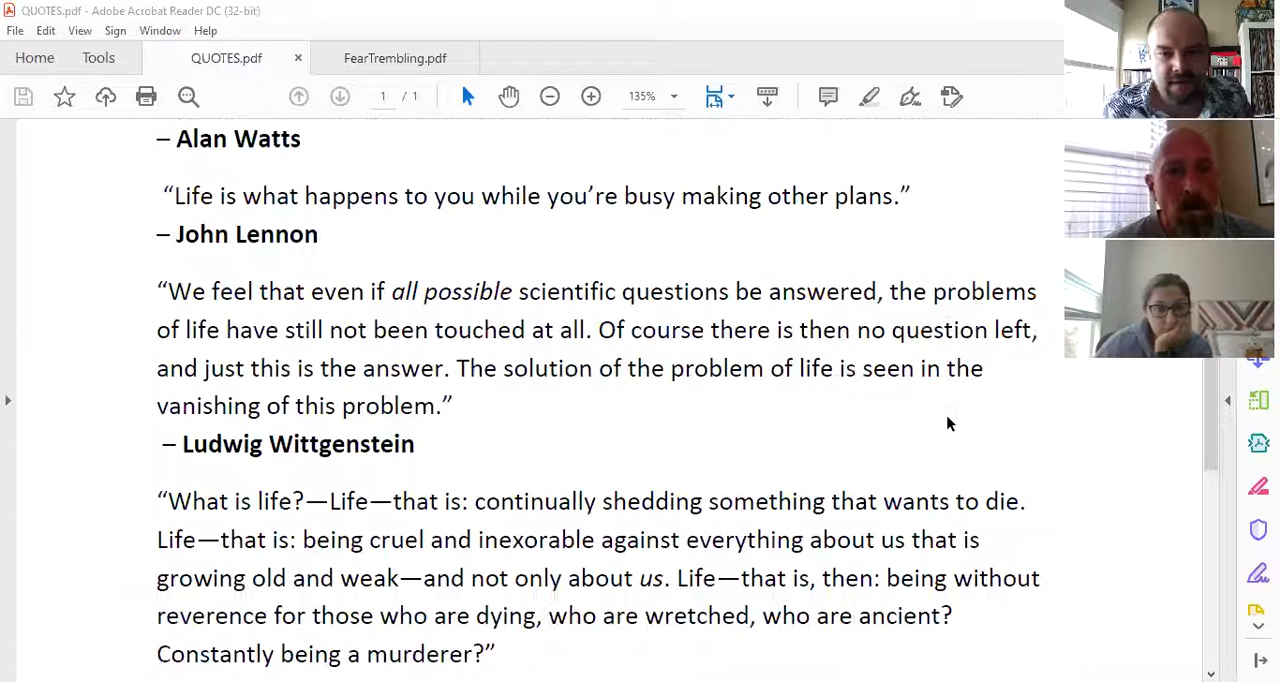 QUOTES.pdf - Adobe Acrobat Reader DC (32-bit)
File Edit View Sign Window Help
Home Tools QUOTES.pdf × FearTrembling.pdf
1 / 1 135%
– Alan Watts
“Life is what happens to you while you’re busy making other plans.”
– John Lennon
“We feel that even if all possible scientific questions be answered, the problems
of life have still not been touched at all. Of course there is then no question left,
and just this is the answer. The solution of the problem of life is seen in the
vanishing of this problem.”
– Ludwig Wittgenstein
“What is life?—Life—that is: continually shedding something that wants to die.
Life—that is: being cruel and inexorable against everything about us that is
growing old and weak—and not only about us. Life—that is, then: being without
reverence for those who are dying, who are wretched, who are ancient?
Constantly being a murderer?”